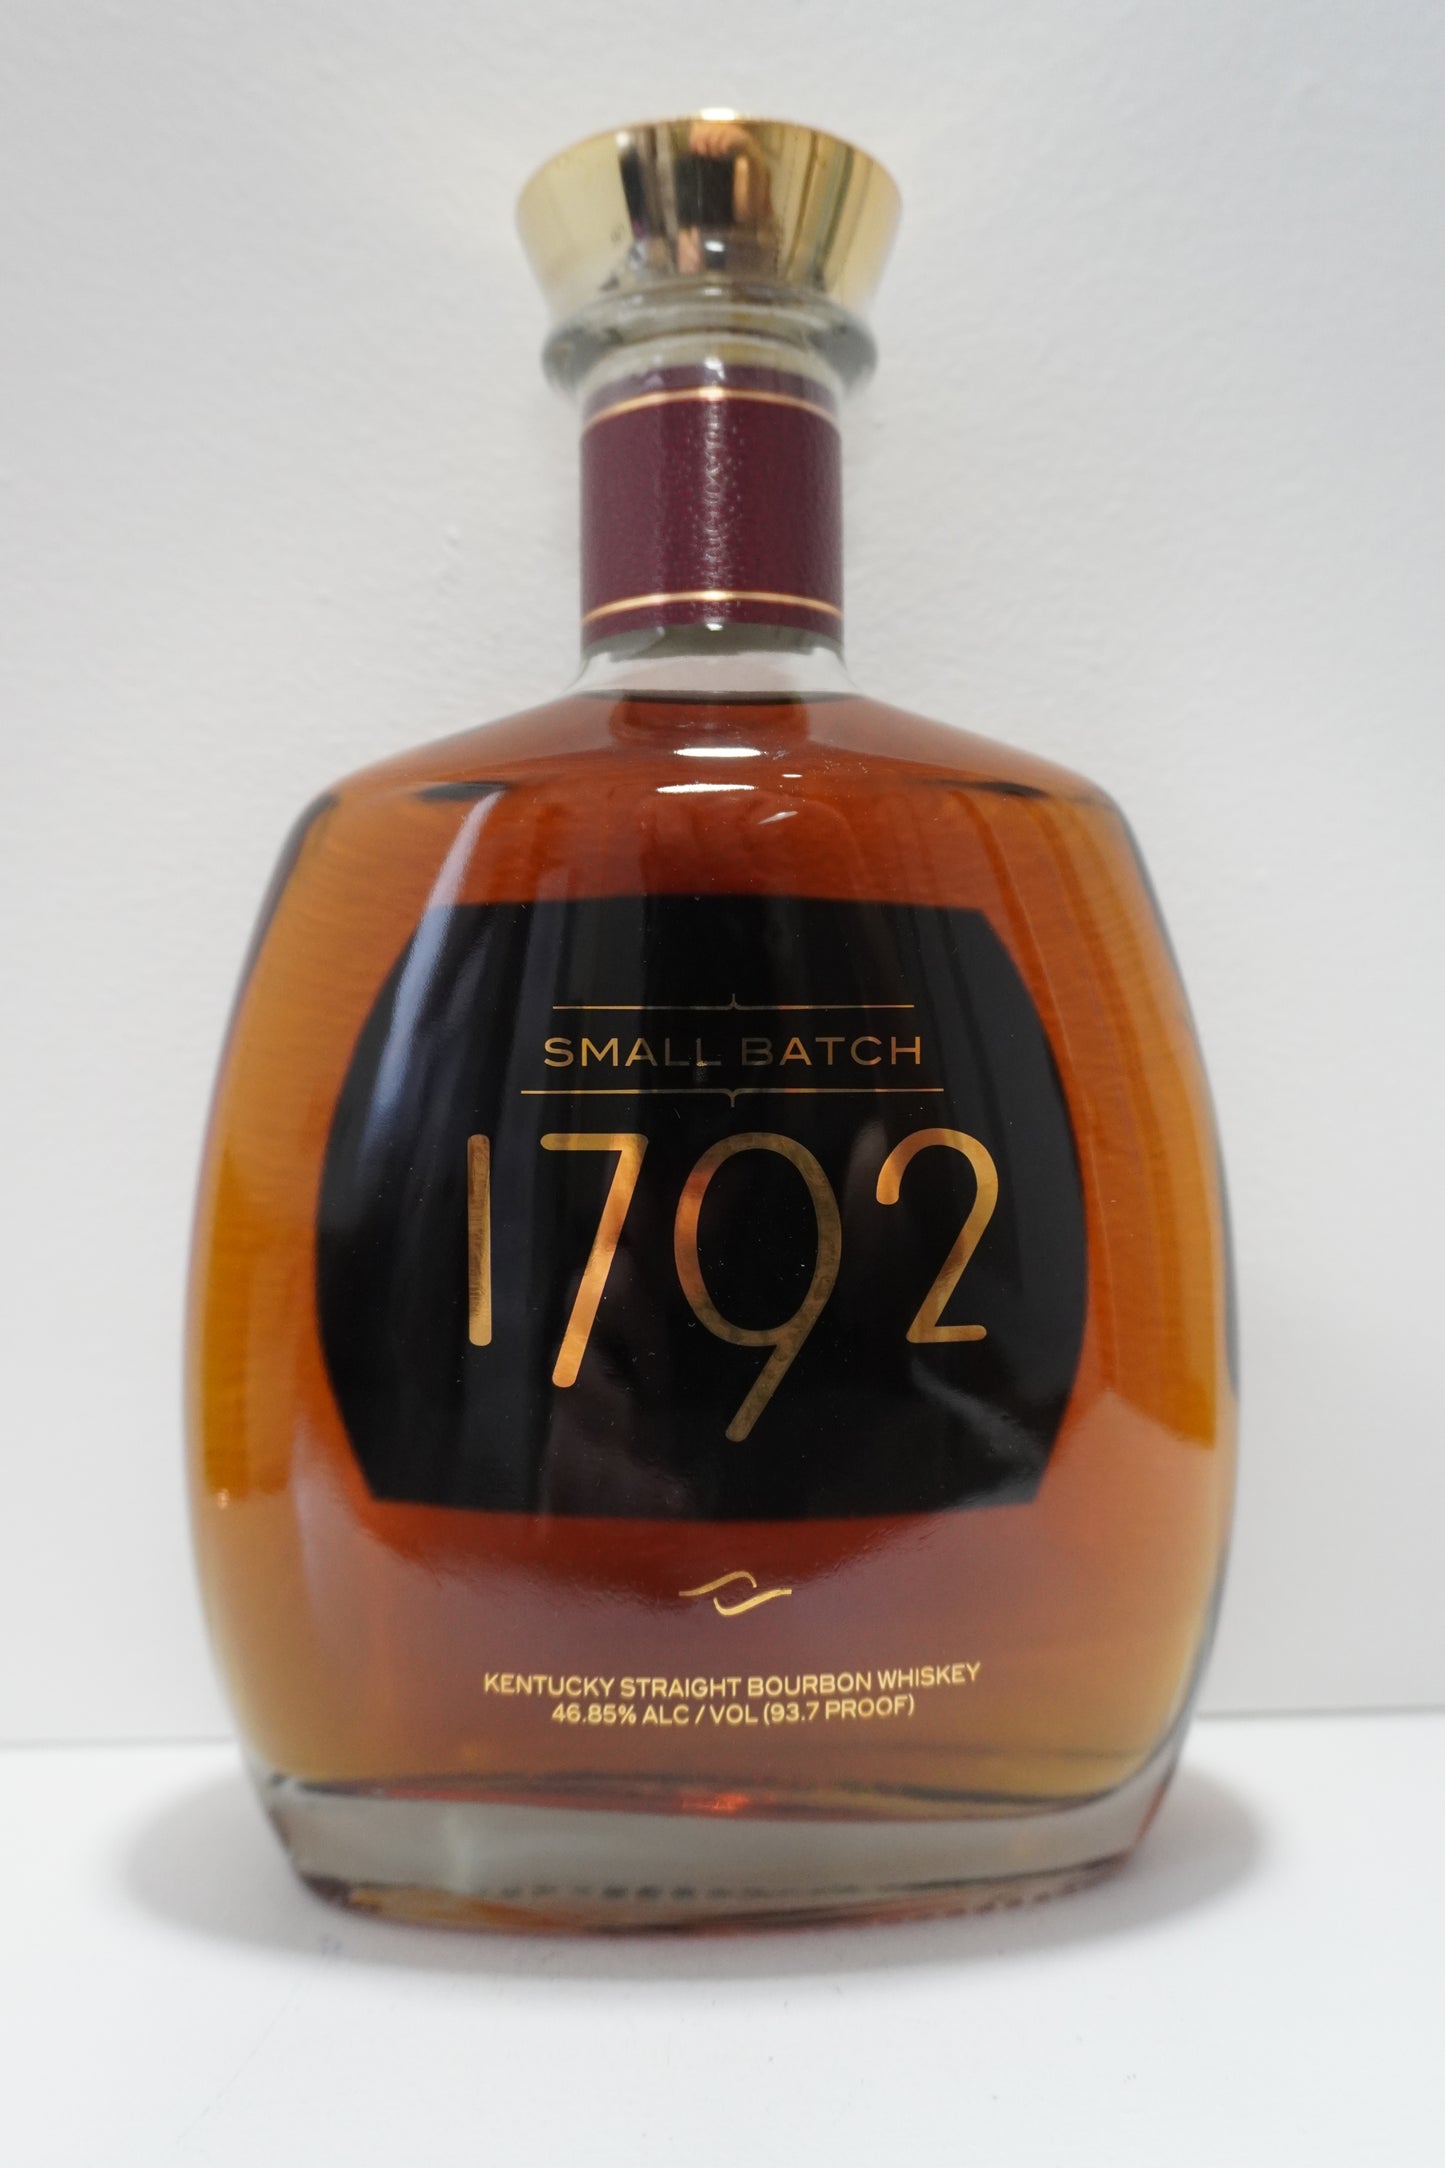 SMALL BATCH
1792
KENTUCKY STRAIGHT BOURBON WHISKEY
46.85% ALC / VOL (93.7 PROOF)